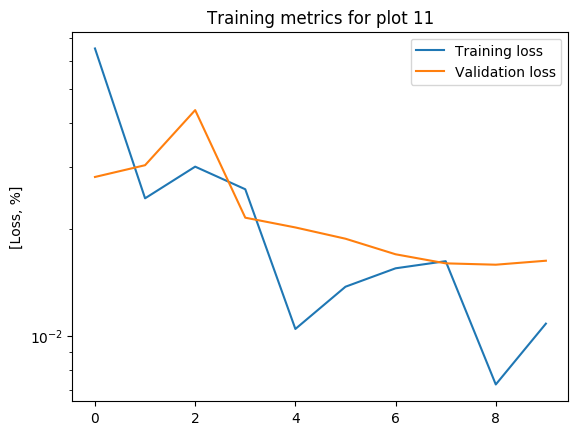 Training metrics for plot 11
Training loss
Validation loss
[Loss, %]
10⁻²
0 2 4 6 8